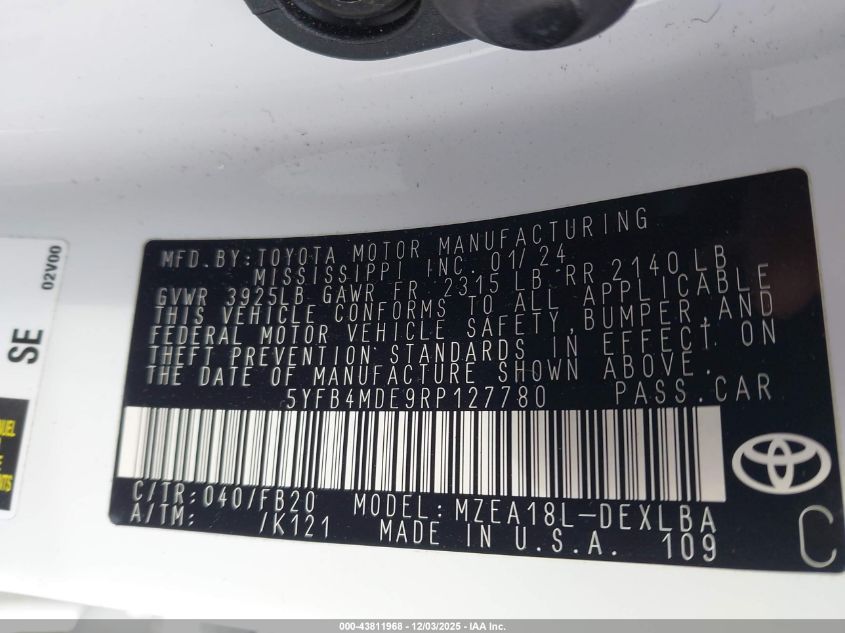 MFD.BY:TOYOTA MOTOR MANUFACTURING
MISSISSIPPI INC. 01/24
GVWR 3925LB GAWR FR 2315 LB RR 2140 LB
THIS VEHICLE CONFORMS TO ALL APPLICABLE
FEDERAL MOTOR VEHICLE SAFETY,BUMPER,AND
THEFT PREVENTION STANDARDS IN EFFECT ON
THE DATE OF MANUFACTURE SHOWN ABOVE.
5YFB4MDE9RP127780 PASS.CAR
C/TR:040/FB20 MODEL:MZEA18L-DEXLBA
A/TM: /K121 MADE IN U.S.A. 109
C
SE
02V00
000-43811968 - 12/03/2025 - IAA Inc.